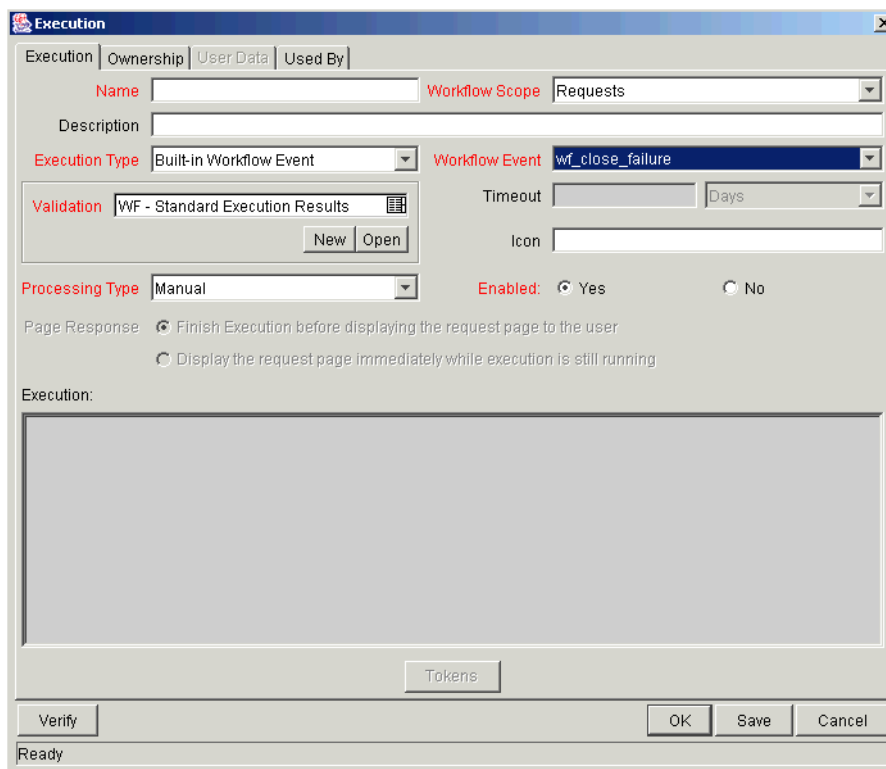 Execution
Execution Ownership User Data Used By
Name Workflow Scope Requests
Description
Execution Type Built-in Workflow Event Workflow Event wf_close_failure
Validation WF - Standard Execution Results Timeout Days
New Open Icon
Processing Type Manual Enabled: Yes No
Page Response Finish Execution before displaying the request page to the user
Display the request page immediately while execution is still running
Execution:
Tokens
Verify OK Save Cancel
Ready